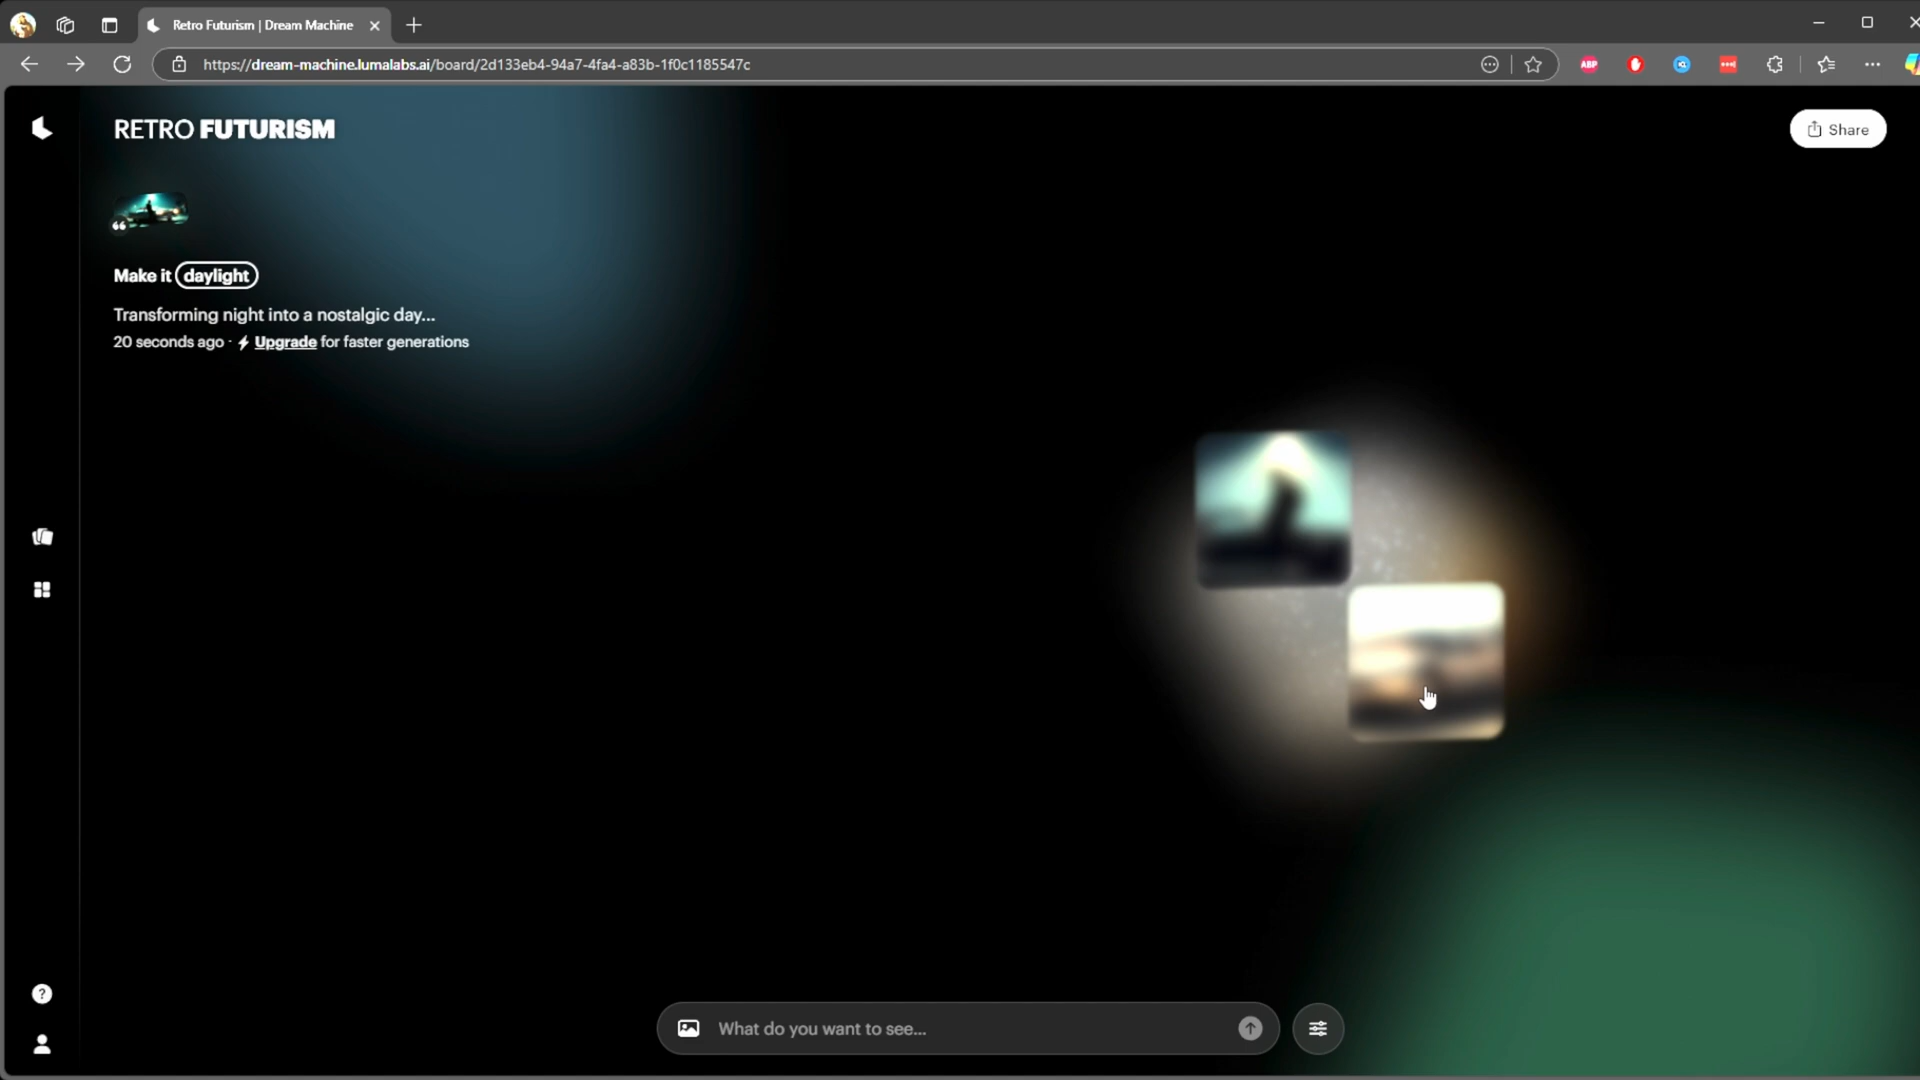 Retro Futurism | Dream Machine
https://dream-machine.lumalabs.ai/board/2d133eb4-94a7-4fa4-a83b-1f0c1185547c
ABP
RETRO FUTURISM
Share
Make it daylight
Transforming night into a nostalgic day...
20 seconds ago · Upgrade for faster generations
What do you want to see...